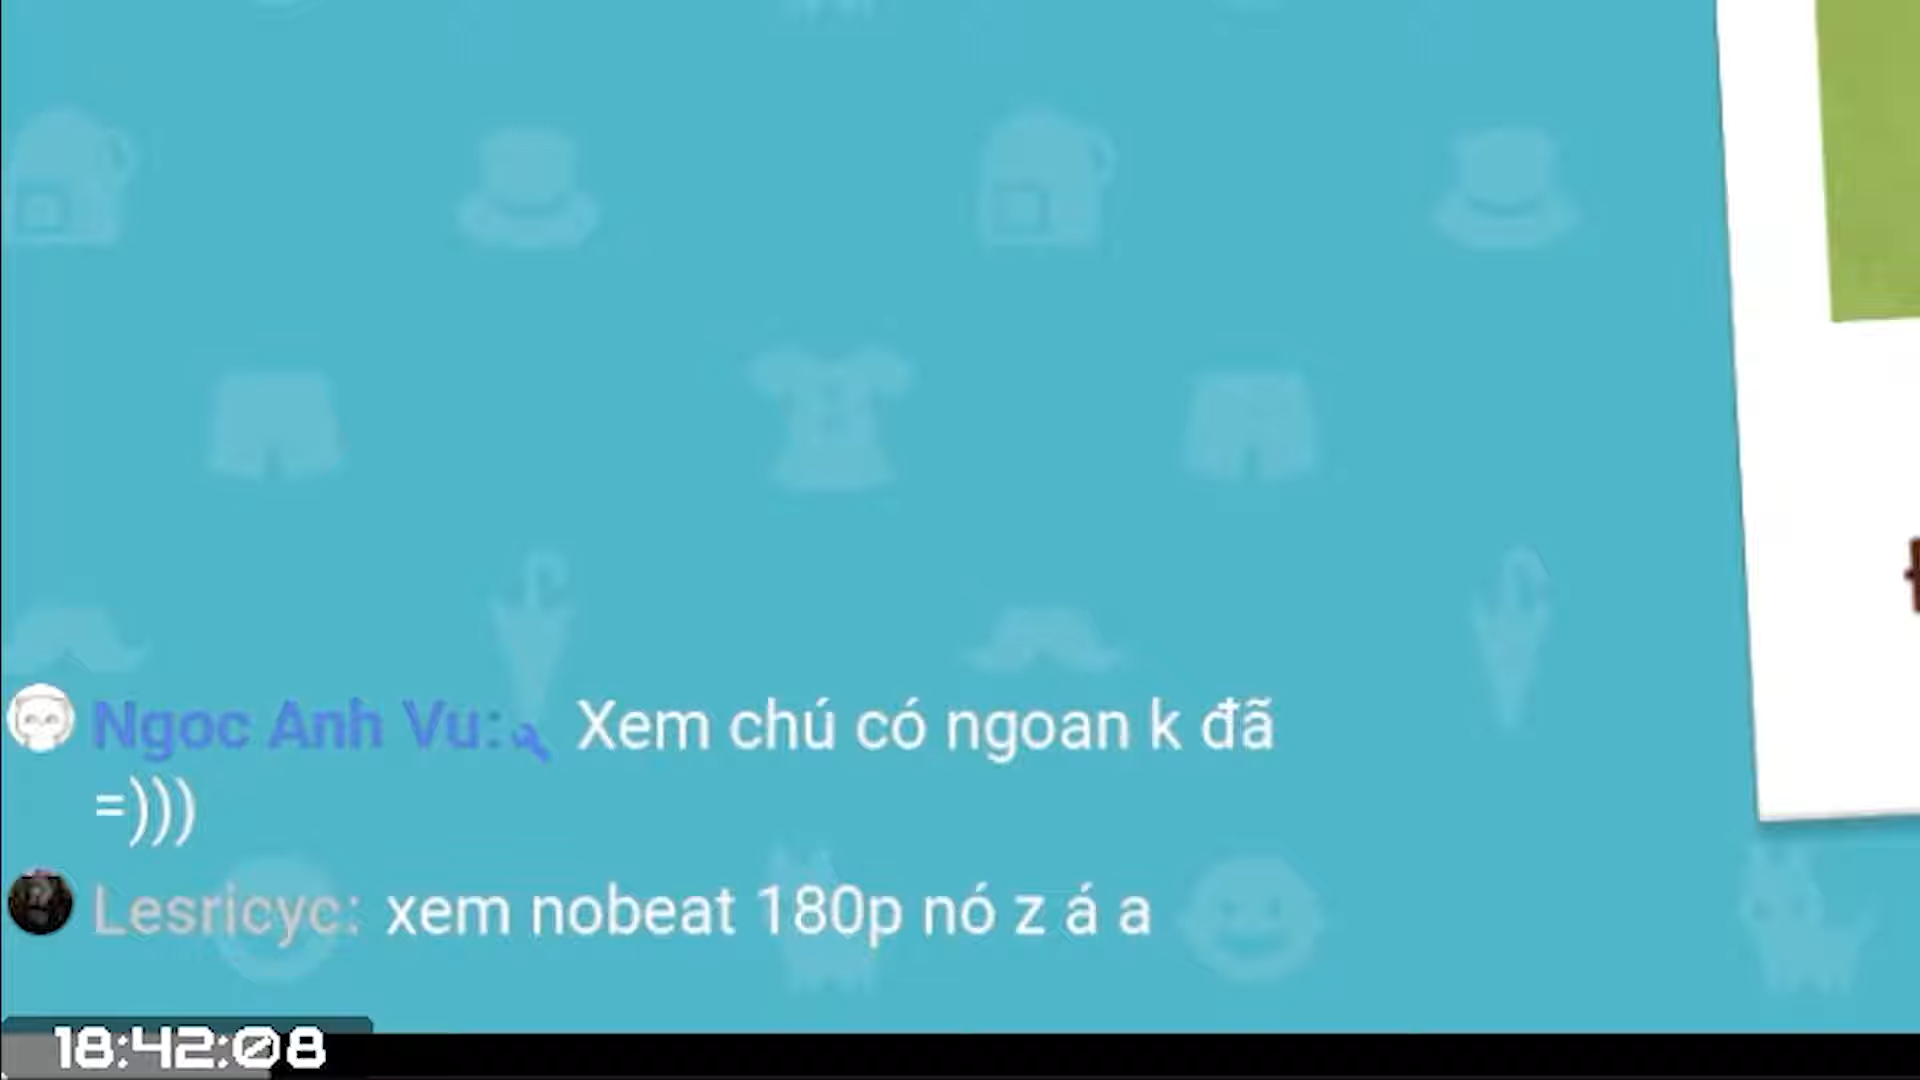 Ngoc Anh Vu: Xem chú có ngoan k đã
=)))
Lesricyc: xem nobeat 180p nó z á a
18:42:08